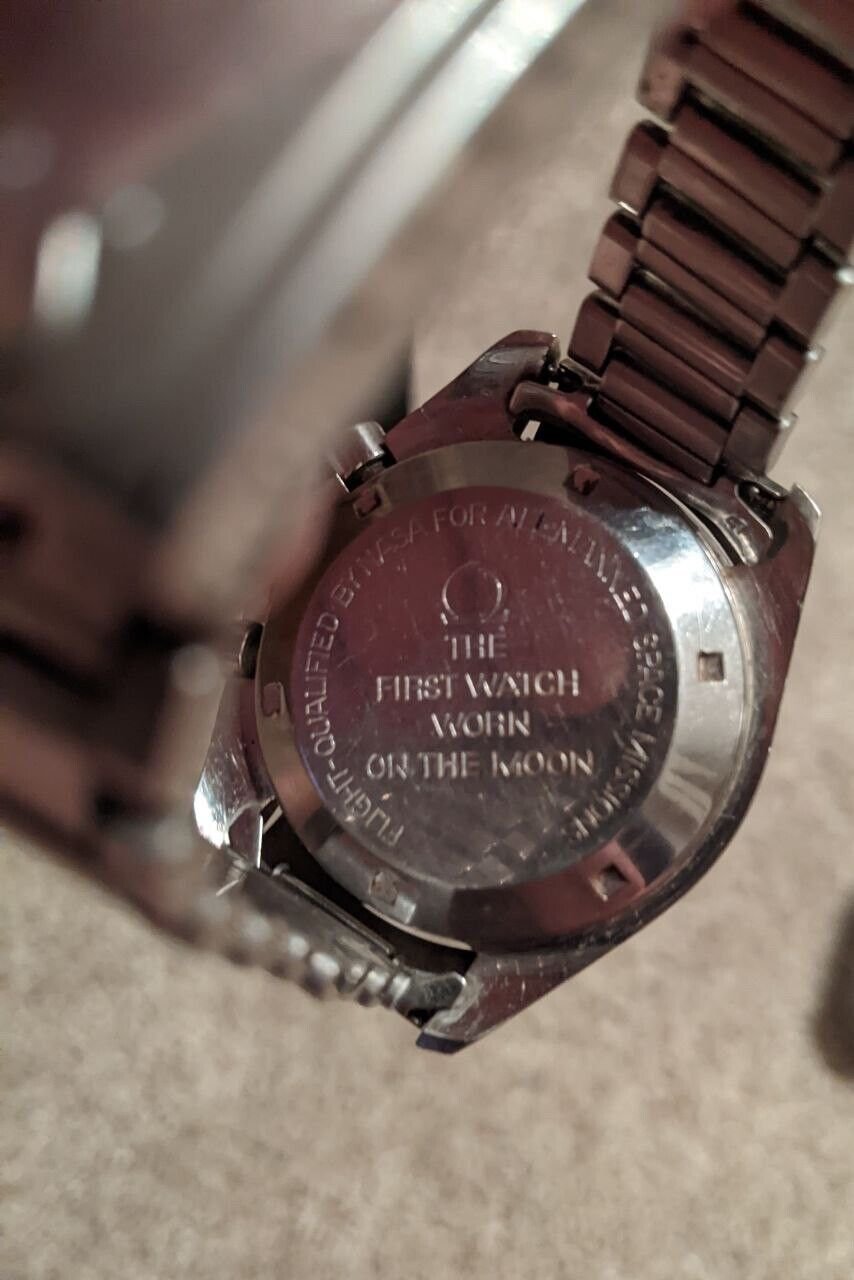 FLIGHT-QUALIFIED BY NASA FOR ALL MANNED SPACE MISSIONS
THE
FIRST WATCH
WORN
ON THE MOON